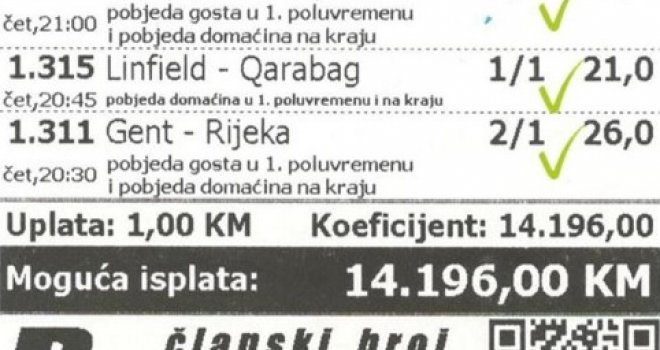 pobjeda gosta u 1. poluvremenu
čet,21:00
i pobjeda domaćina na kraju
1.315 Linfield - Qarabag 1/1 21,0
čet,20:45 pobjeda domaćina u 1. poluvremenu i na kraju
1.311 Gent - Rijeka 2/1 26,0
pobjeda gosta u 1. poluvremenu
čet,20:30
i pobjeda domaćina na kraju
Uplata: 1,00 KM Koeficijent: 14.196,00
Moguća isplata: 14.196,00 KM
članski broj